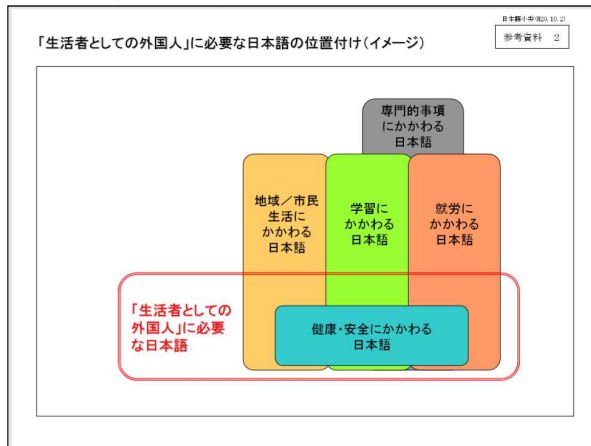 日本語小委(H20.10.2)
参考資料 2
「生活者としての外国人」に必要な日本語の位置付け(イメージ)
専門的事項
にかかわる
日本語
地域／市民
生活に
かかわる
日本語
学習に
かかわる
日本語
就労に
かかわる
日本語
「生活者としての
外国人」に必要
な日本語
健康・安全にかかわる
日本語